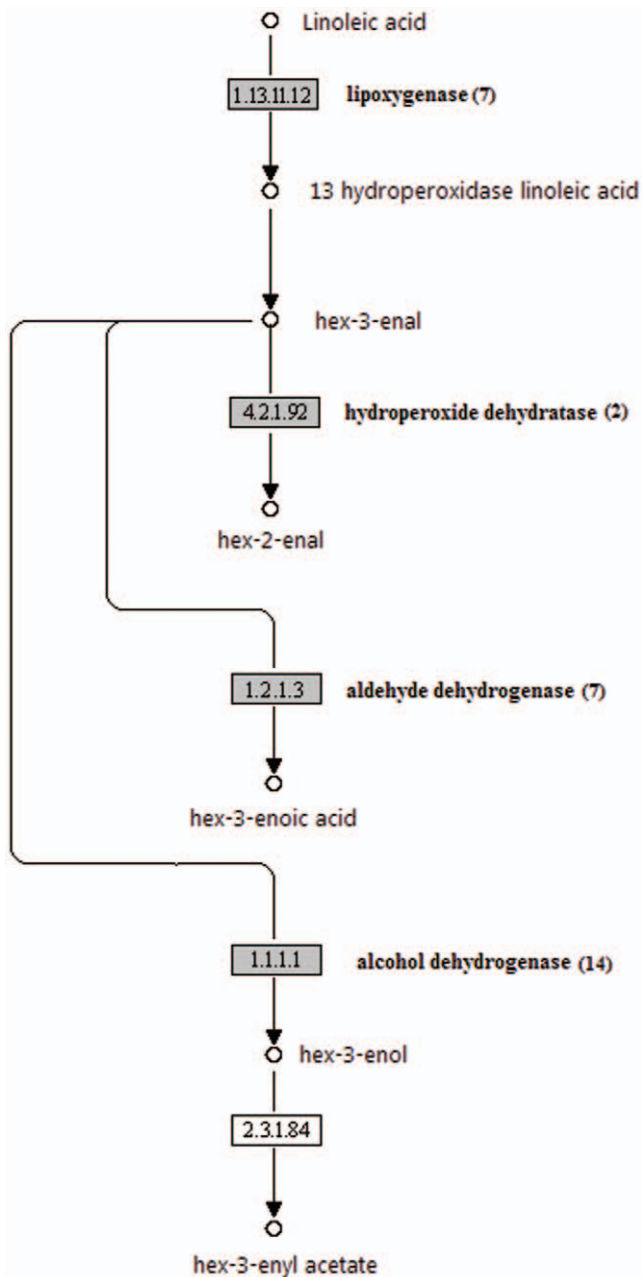 Linoleic acid
1.13.11.12 lipoxygenase (7)
13 hydroperoxidase linoleic acid
hex-3-enal
4.2.1.92 hydroperoxide dehydratase (2)
hex-2-enal
1.2.1.3 aldehyde dehydrogenase (7)
hex-3-enoic acid
1.1.1.1 alcohol dehydrogenase (14)
hex-3-enol
2.3.1.84
hex-3-enyl acetate